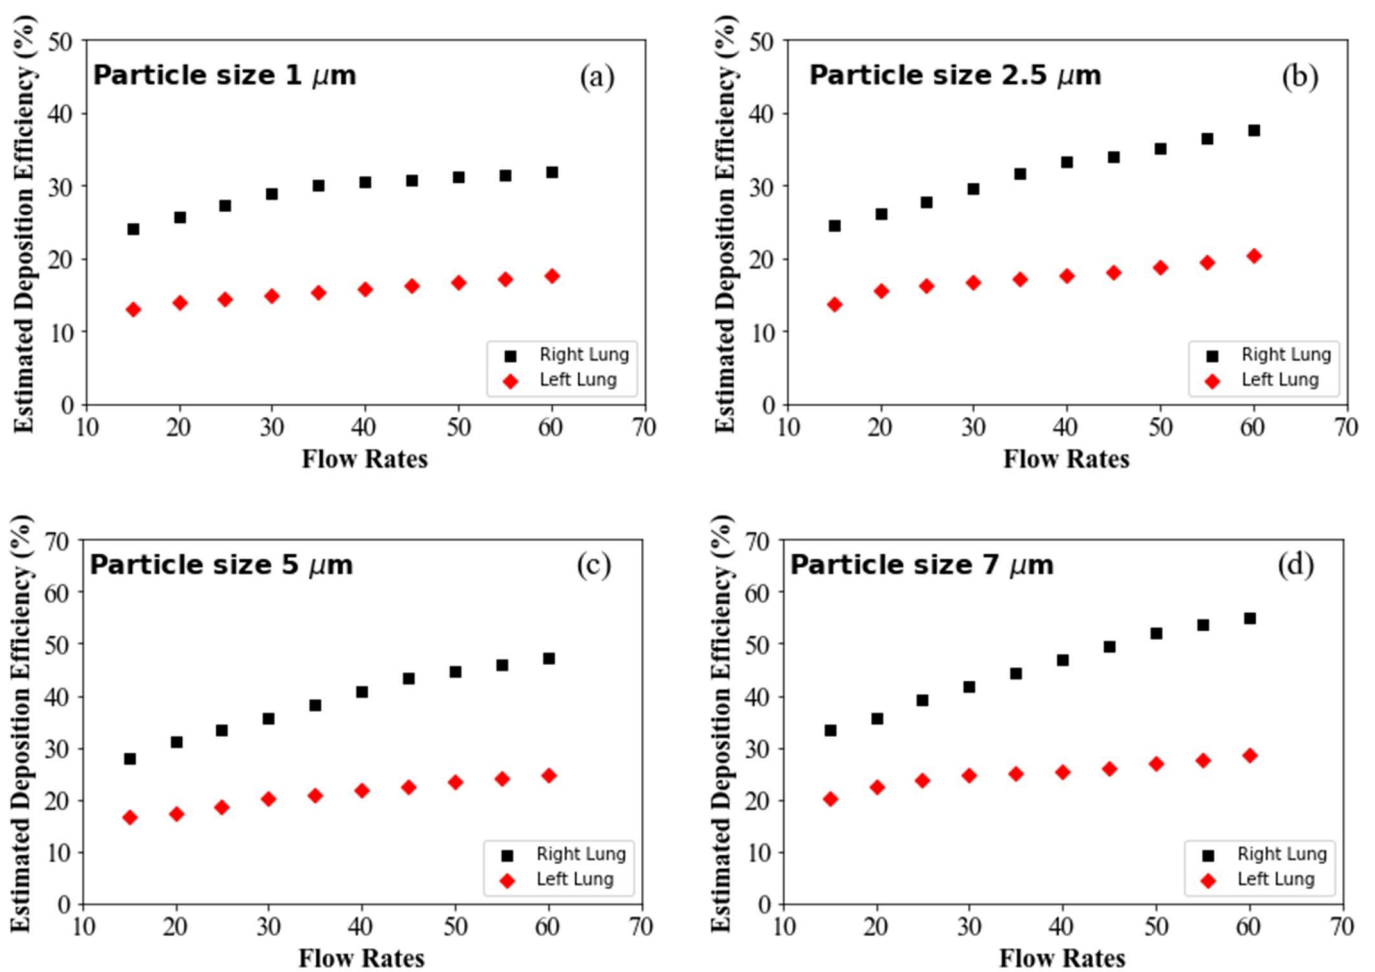 Estimated Deposition Efficiency (%)
50
40
30
20
10
0
Particle size 1 μm
(a)
Right Lung
Left Lung
10 20 30 40 50 60 70
Flow Rates
Estimated Deposition Efficiency (%)
50
40
30
20
10
0
Particle size 2.5 μm
(b)
Right Lung
Left Lung
10 20 30 40 50 60 70
Flow Rates
Estimated Deposition Efficiency (%)
70
60
50
40
30
20
10
0
Particle size 5 μm
(c)
Right Lung
Left Lung
10 20 30 40 50 60 70
Flow Rates
Estimated Deposition Efficiency (%)
70
60
50
40
30
20
10
0
Particle size 7 μm
(d)
Right Lung
Left Lung
10 20 30 40 50 60 70
Flow Rates